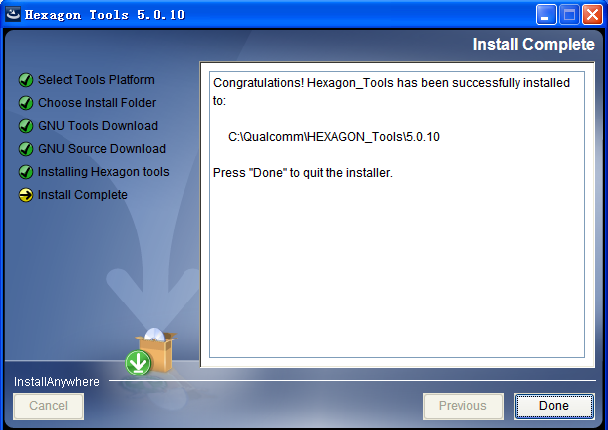 Hexagon Tools 5.0.10
Install Complete
Select Tools Platform
Choose Install Folder
GNU Tools Download
GNU Source Download
Installing Hexagon tools
Install Complete
Congratulations! Hexagon_Tools has been successfully installed
to:
C:\Qualcomm\HEXAGON_Tools\5.0.10
Press "Done" to quit the installer.
InstallAnywhere
Cancel
Previous
Done